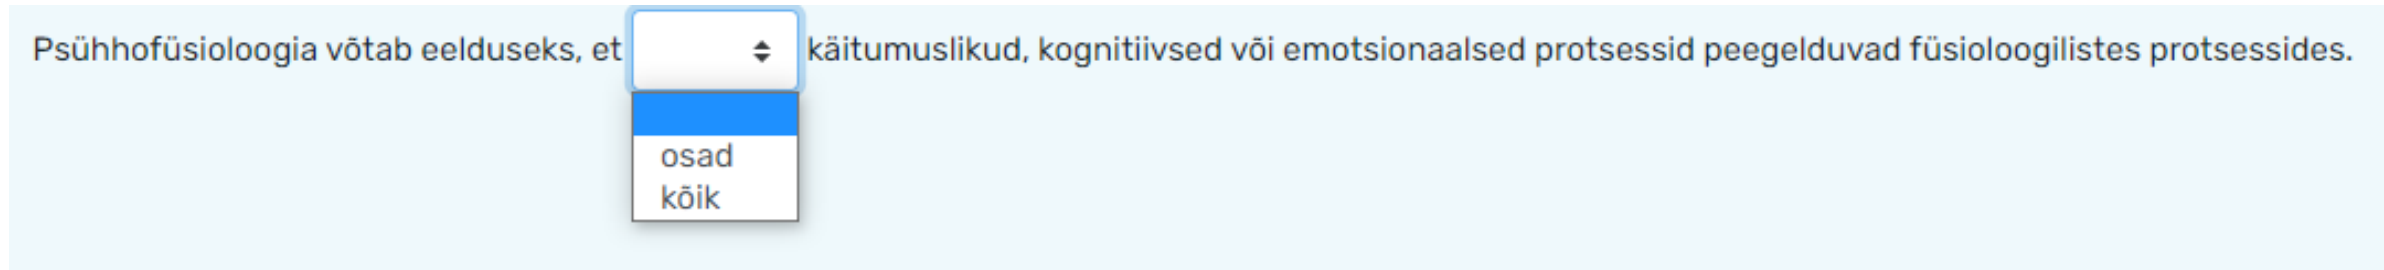 Psühhofüsioloogia võtab eelduseks, et käitumuslikud, kognitiivsed või emotsionaalsed protsessid peegelduvad füsioloogilistes protsessides.
osad
kõik